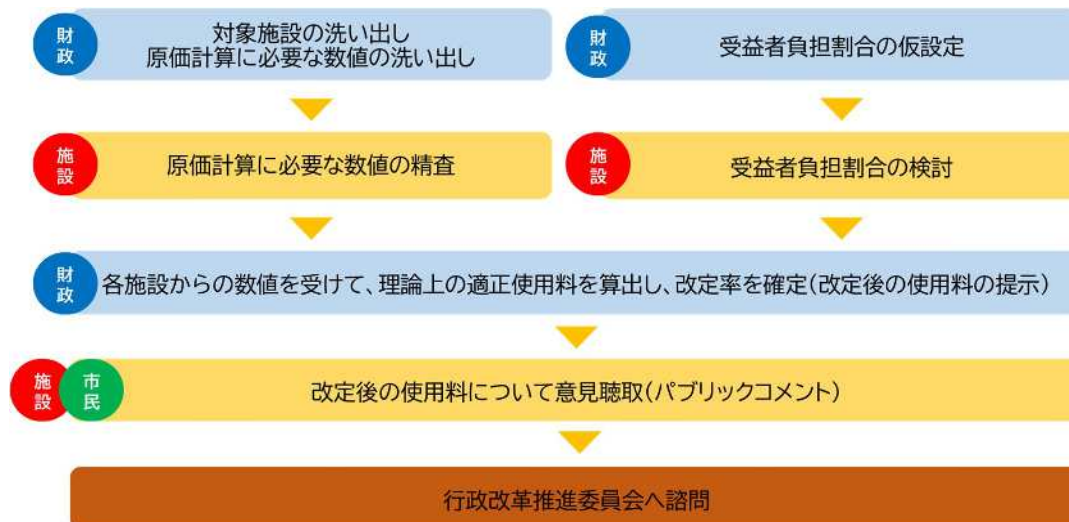 財政
対象施設の洗い出し
原価計算に必要な数値の洗い出し
財政
受益者負担割合の仮設定
施設
原価計算に必要な数値の精査
施設
受益者負担割合の検討
財政
各施設からの数値を受けて、理論上の適正使用料を算出し、改定率を確定(改定後の使用料の提示)
施設
市民
改定後の使用料について意見聴取(パブリックコメント)
行政改革推進委員会へ諮問